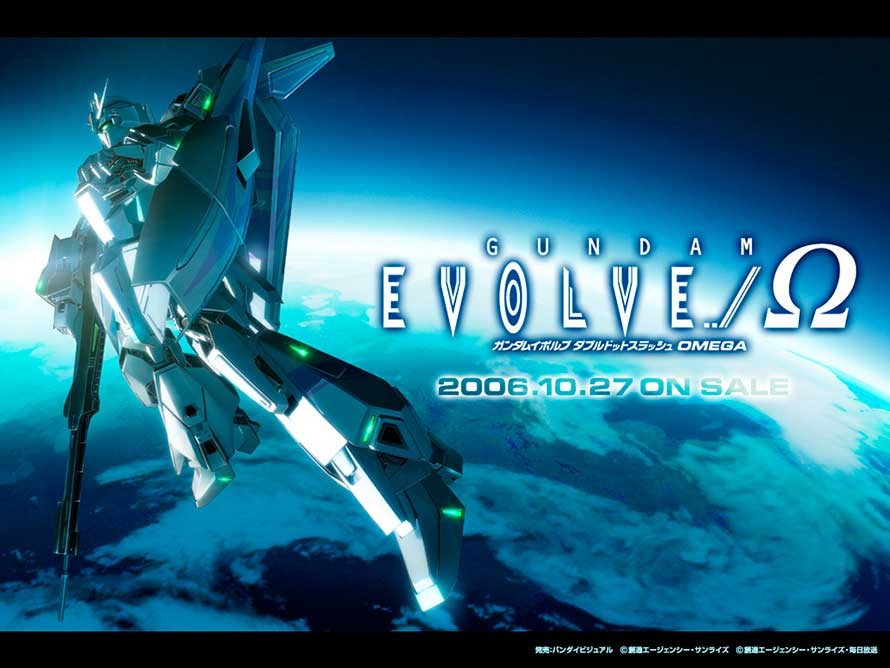 GUNDAM
EVOLVE../Ω
ガンダムイボルブ ダブルドットスラッシュ OMEGA
2006.10.27 ON SALE
発売:バンダイビジュアル ©創通エージェンシー・サンライズ ©創通エージェンシー・サンライズ・毎日放送